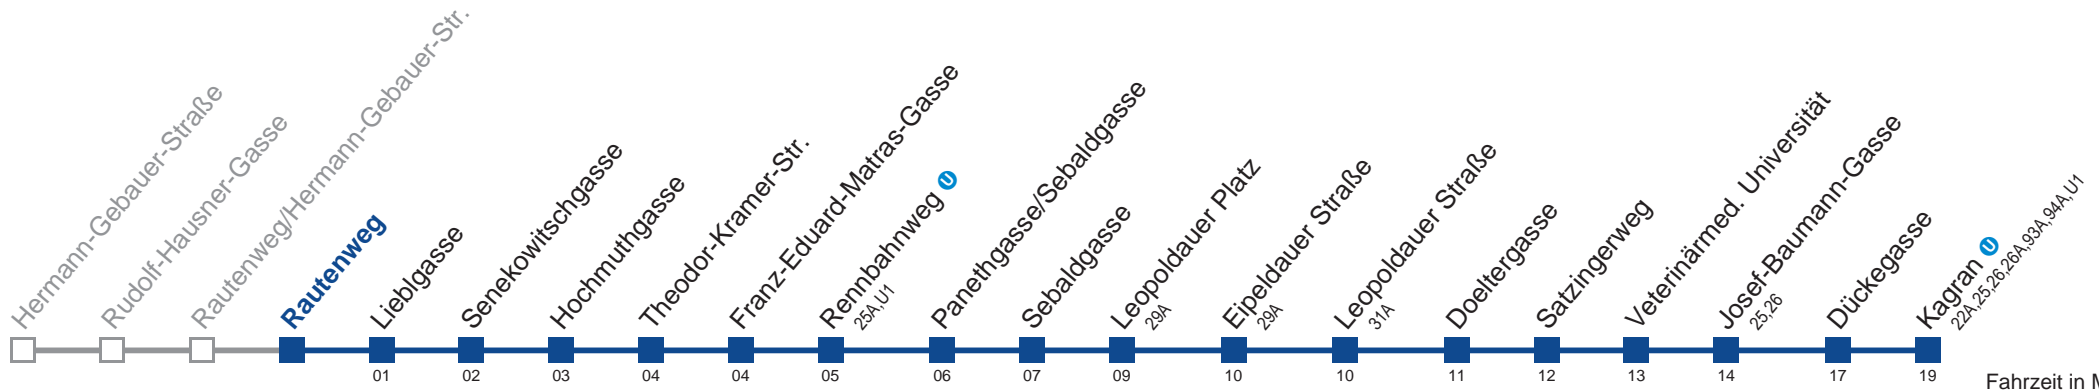 Hermann-Gebauer-Straße
Rudolf-Hausner-Gasse
Rautenweg/Hermann-Gebauer-Str.
Rautenweg
Lieblgasse
Senekowitschgasse
Hochmuthgasse
Theodor-Kramer-Str.
Franz-Eduard-Matras-Gasse
Rennbahnweg U
25A,U1
Panethgasse/Sebaldgasse
Sebaldgasse
Leopoldauer Platz
29A
Eipeldauer Straße
29A
Leopoldauer Straße
31A
Doeltergasse
Satzingerweg
Veterinärmed. Universität
Josef-Baumann-Gasse
25,26
Dückegasse
Kagran U
22A,25,26,26A,93A,94A,U1
01 02 03 04 04 05 06 07 09 10 10 11 12 13 14 17 19
Fahrzeit in M